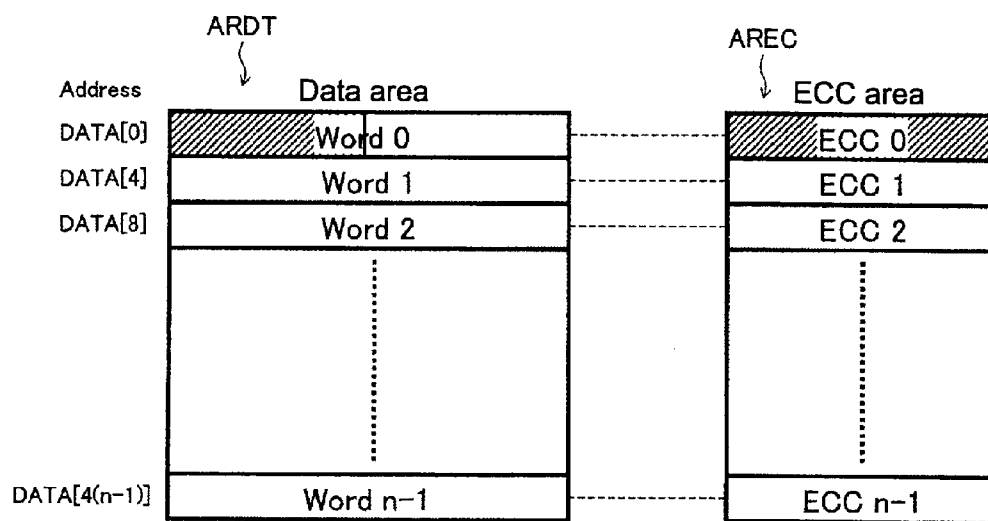 ARDT
AREC
Address
Data area
ECC area
DATA[0]
Word 0
ECC 0
DATA[4]
Word 1
ECC 1
DATA[8]
Word 2
ECC 2
DATA[4(n-1)]
Word n-1
ECC n-1